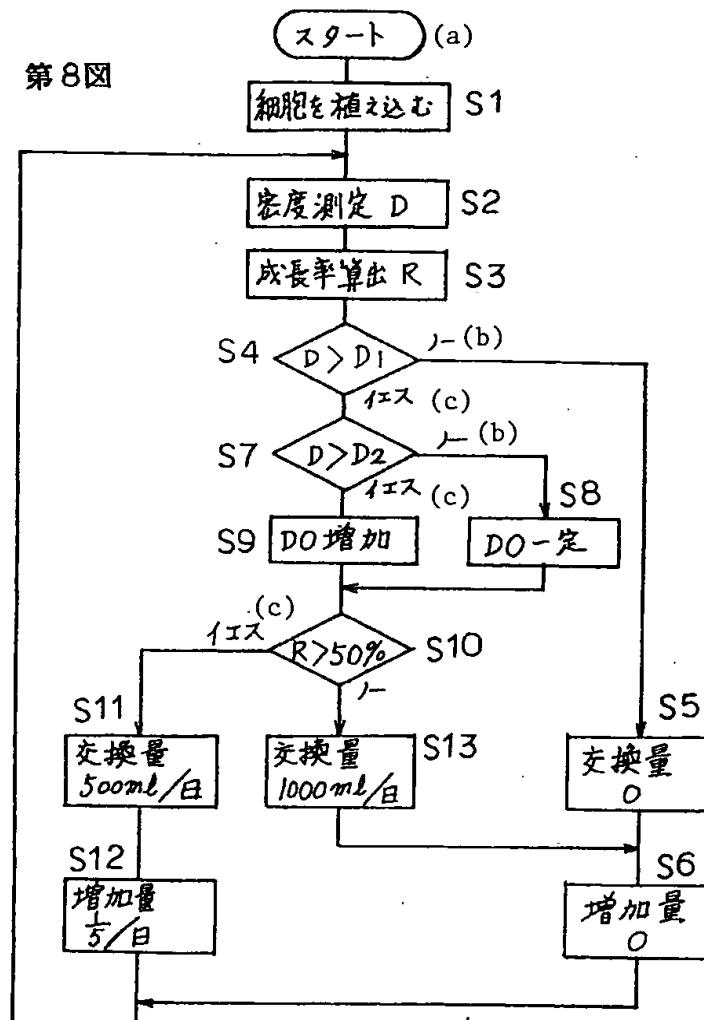 第8図
スタート (a)
細胞を植え込む S1
密度測定 D S2
成長率算出 R S3
S4 D>D1 ノー (b)
イエス (c)
S7 D>D2 ノー (b)
イエス (c)
S8
S9 DO増加
DO一定
イエス (c)
R>50% S10
ノー
S11
交換量
500ml/日
交換量
1000ml/日
S13
S5
交換量
0
S12
増加量
1/5/日
S6
増加量
0